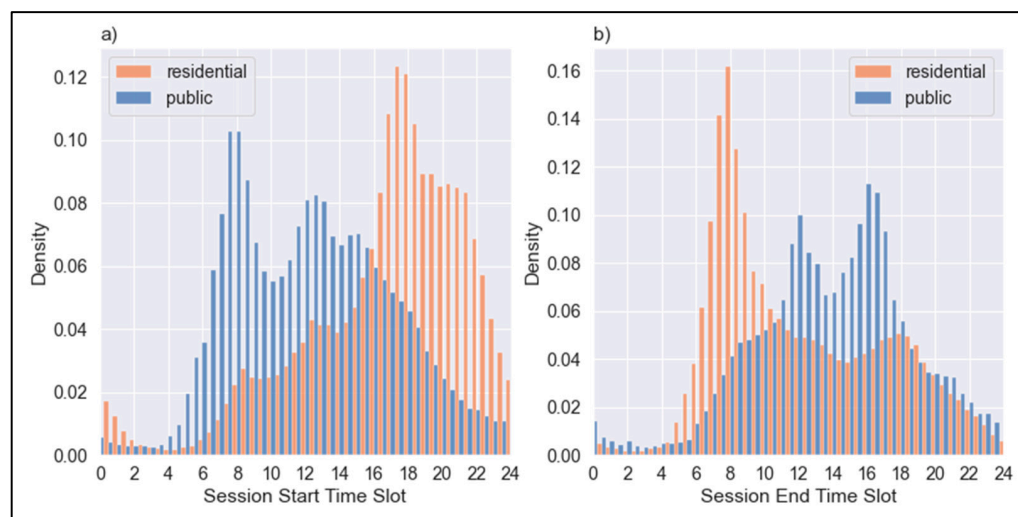 a)
residential
public
0.12
0.10
0.08
0.06
0.04
0.02
0.00
Density
0 2 4 6 8 10 12 14 16 18 20 22 24
Session Start Time Slot
b)
residential
public
0.16
0.14
0.12
0.10
0.08
0.06
0.04
0.02
0.00
Density
0 2 4 6 8 10 12 14 16 18 20 22 24
Session End Time Slot